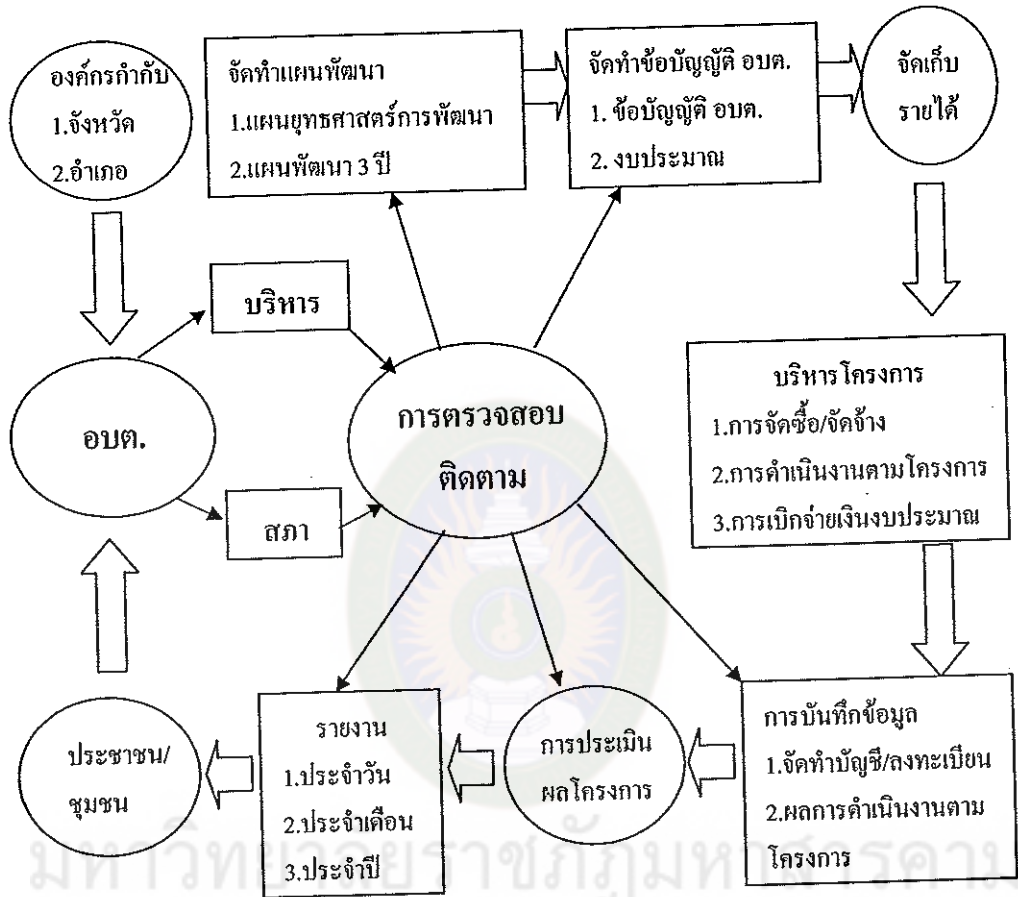 องค์กรกำกับ
1.จังหวัด
2.อำเภอ
จัดทำแผนพัฒนา
1.แผนยุทธศาสตร์การพัฒนา
2.แผนพัฒนา 3 ปี
จัดทำข้อบัญญัติ อบต.
1. ข้อบัญญัติ อบต.
2. งบประมาณ
จัดเก็บ
รายได้
บริหาร
อบต.
สภา
การตรวจสอบ
ติดตาม
บริหารโครงการ
1.การจัดซื้อ/จัดจ้าง
2.การดำเนินงานตามโครงการ
3.การเบิกจ่ายเงินงบประมาณ
ประชาชน/
ชุมชน
รายงาน
1.ประจำวัน
2.ประจำเดือน
3.ประจำปี
การประเมิน
ผลโครงการ
การบันทึกข้อมูล
1.จัดทำบัญชี/ลงทะเบียน
2.ผลการดำเนินงานตาม
โครงการ
มหาวิทยาลัยราชภัฏมหาสารคาม